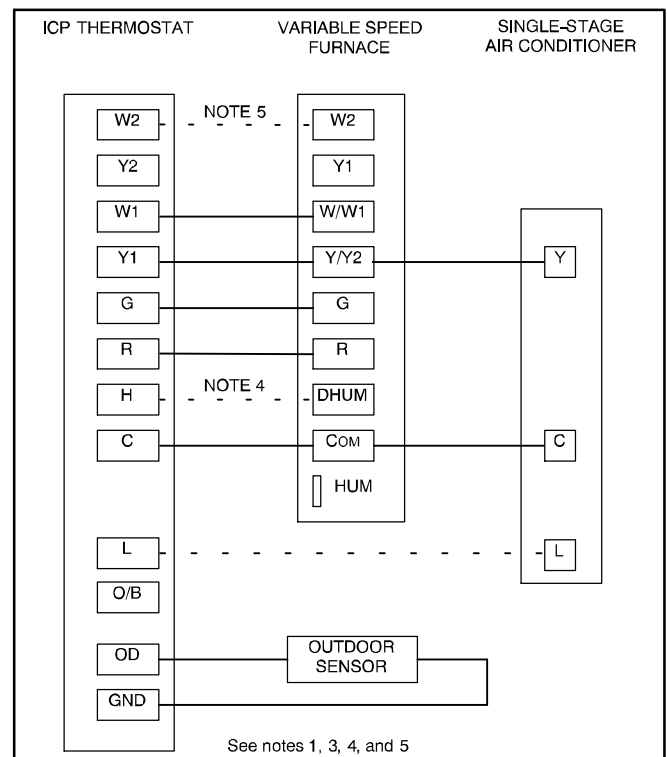 ICP THERMOSTAT VARIABLE SPEED FURNACE SINGLE–STAGE AIR CONDITIONER
W2 NOTE 5 W2
Y2 Y1
W1 W/W1
Y1 Y/Y2 Y
G G
R R
H NOTE 4 DHUM
C COM C
HUM
L L
O/B
OD OUTDOOR SENSOR
GND
See notes 1, 3, 4, and 5